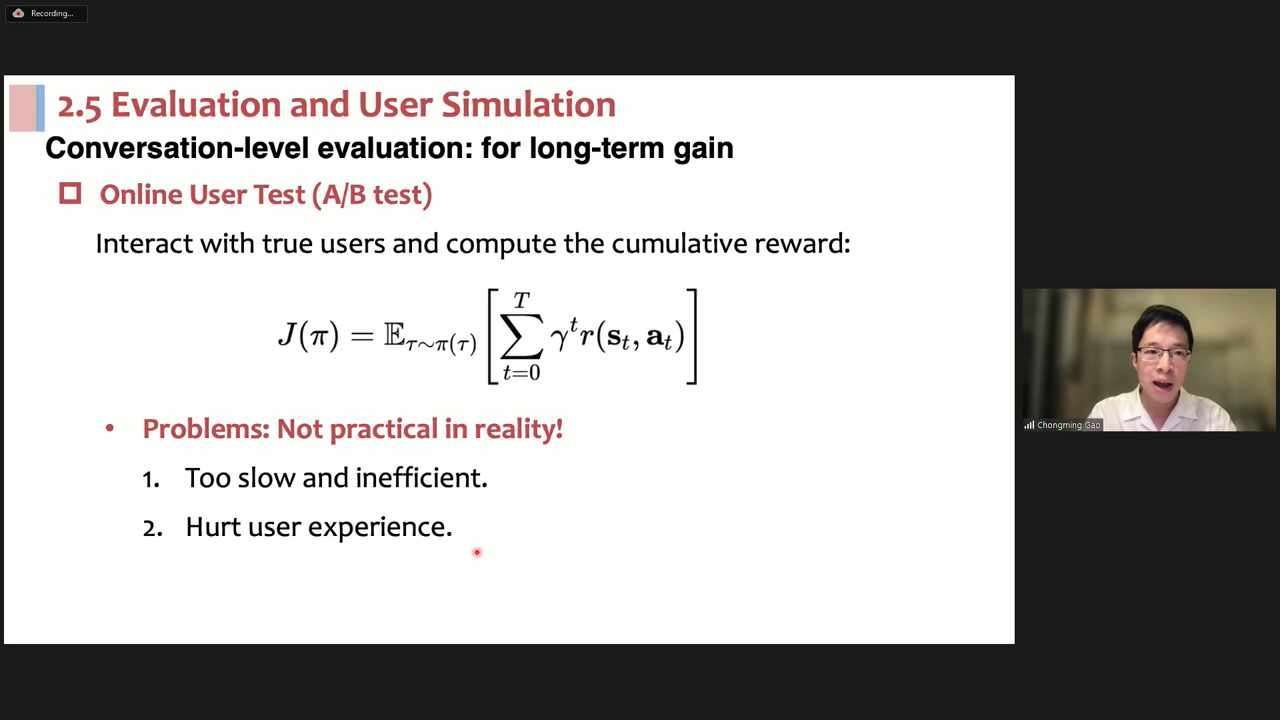 Recording...
2.5 Evaluation and User Simulation
Conversation-level evaluation: for long-term gain
Online User Test (A/B test)
Interact with true users and compute the cumulative reward:
J(π) = 𝔼_{τ∼π(τ)} [ ∑_{t=0}^{T} γ^t r(s_t, a_t) ]
• Problems: Not practical in reality!
1. Too slow and inefficient.
2. Hurt user experience.
Chongming Gao